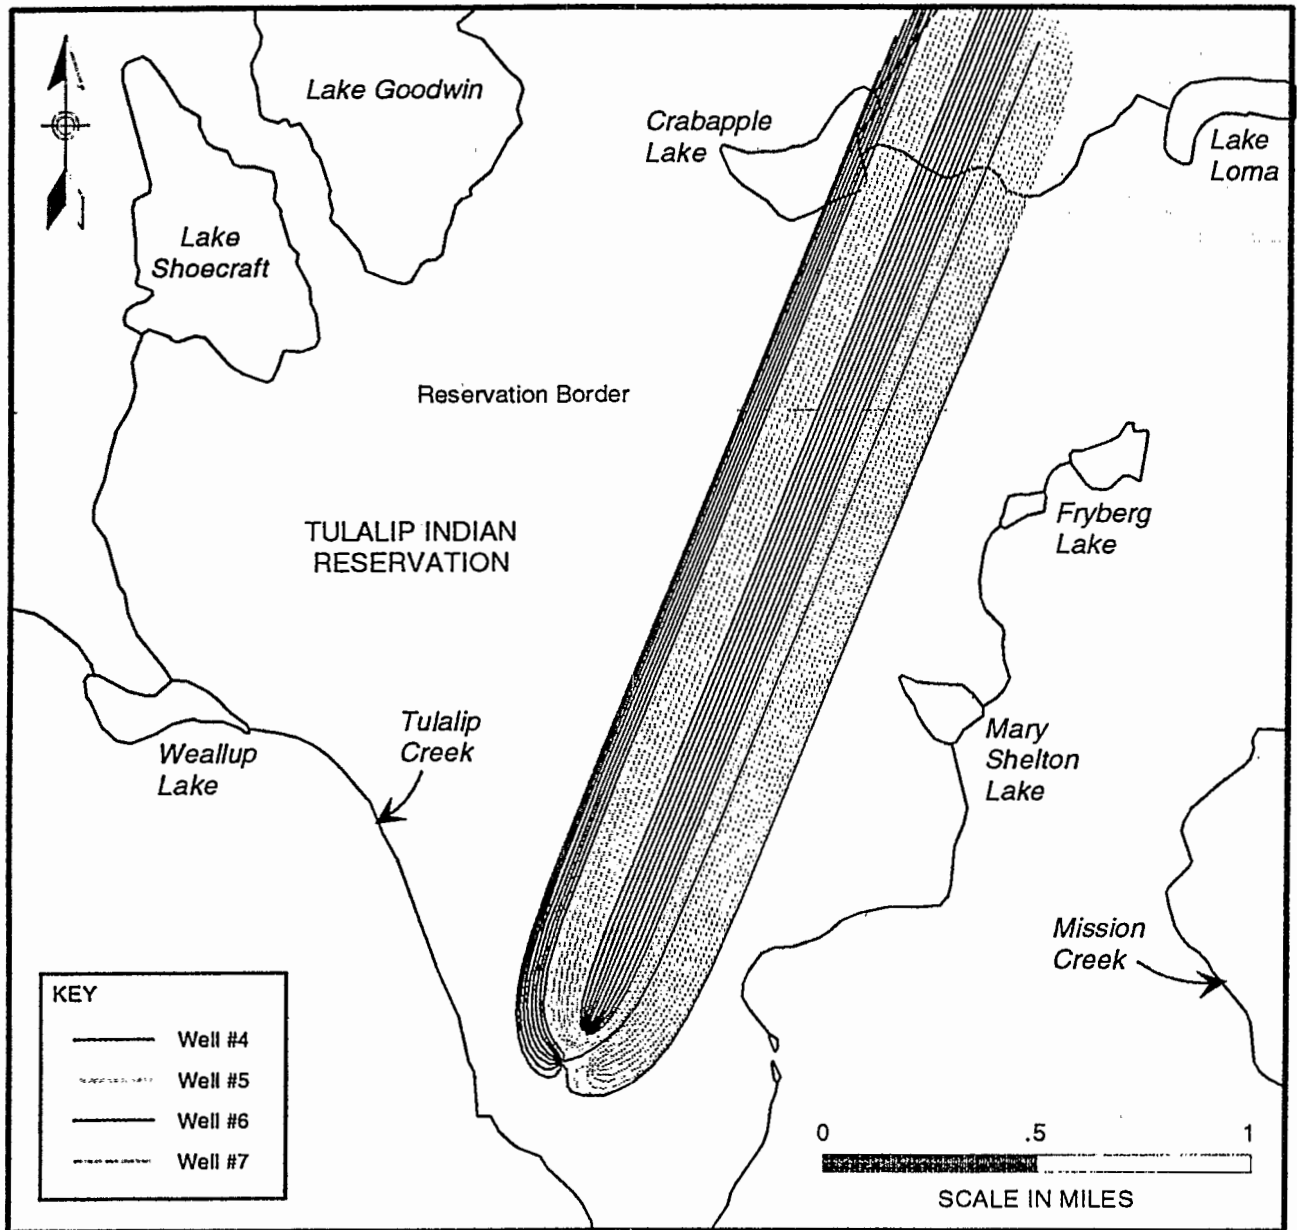 Lake Goodwin
Crabapple
Lake
Lake
Loma
Lake
Shoecraft
Reservation Border
TULALIP INDIAN
RESERVATION
Fryberg
Lake
Tulalip
Creek
Weallup
Lake
Mary
Shelton
Lake
Mission
Creek
KEY
Well #4
Well #5
Well #6
Well #7
0 .5 1
SCALE IN MILES